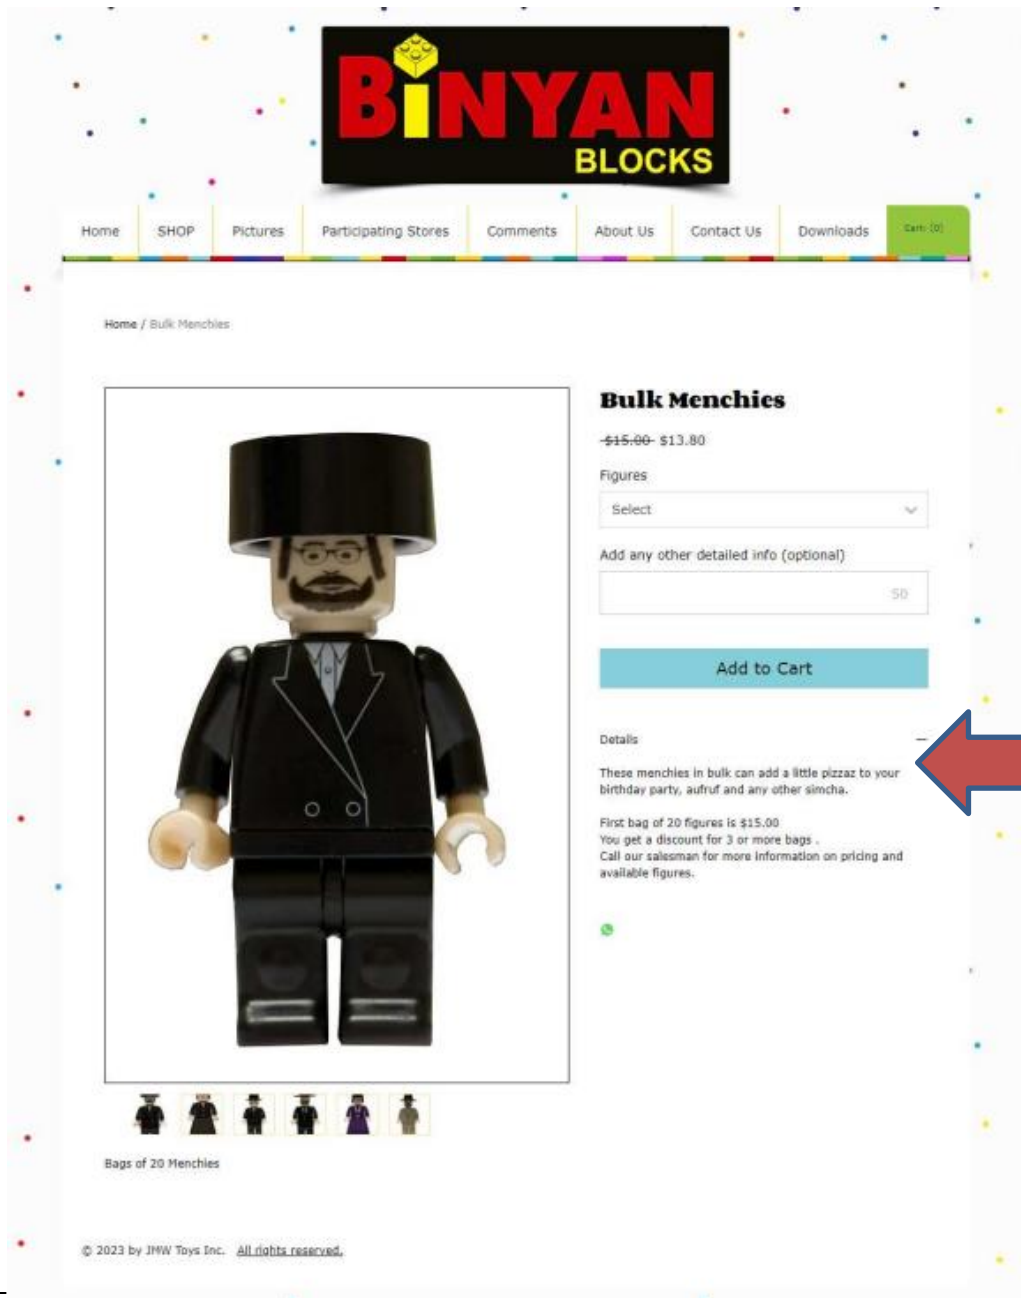 BiNYAN
BLOCKS
Home SHOP Pictures Participating Stores Comments About Us Contact Us Downloads Cart: (0)
Home / Bulk Menchies
Bulk Menchies
$15.00 $13.80
Figures
Select
Add any other detailed info (optional)
50
Add to Cart
Details
These menchies in bulk can add a little pizzaz to your
birthday party, aufruf and any other simcha.
First bag of 20 figures is $15.00
You get a discount for 3 or more bags .
Call our salesman for more information on pricing and
available figures.
Bags of 20 Menchies
© 2023 by JMW Toys Inc. All rights reserved.